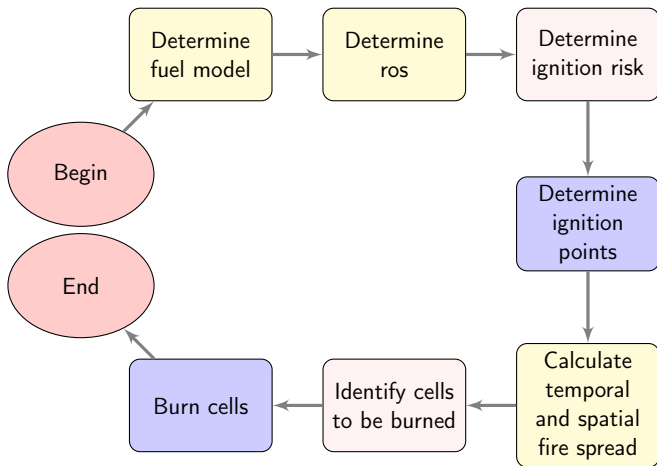 Determine
fuel model
Determine
ros
Determine
ignition risk
Begin
Determine
ignition
points
End
Calculate
temporal
and spatial
fire spread
Identify cells
to be burned
Burn cells